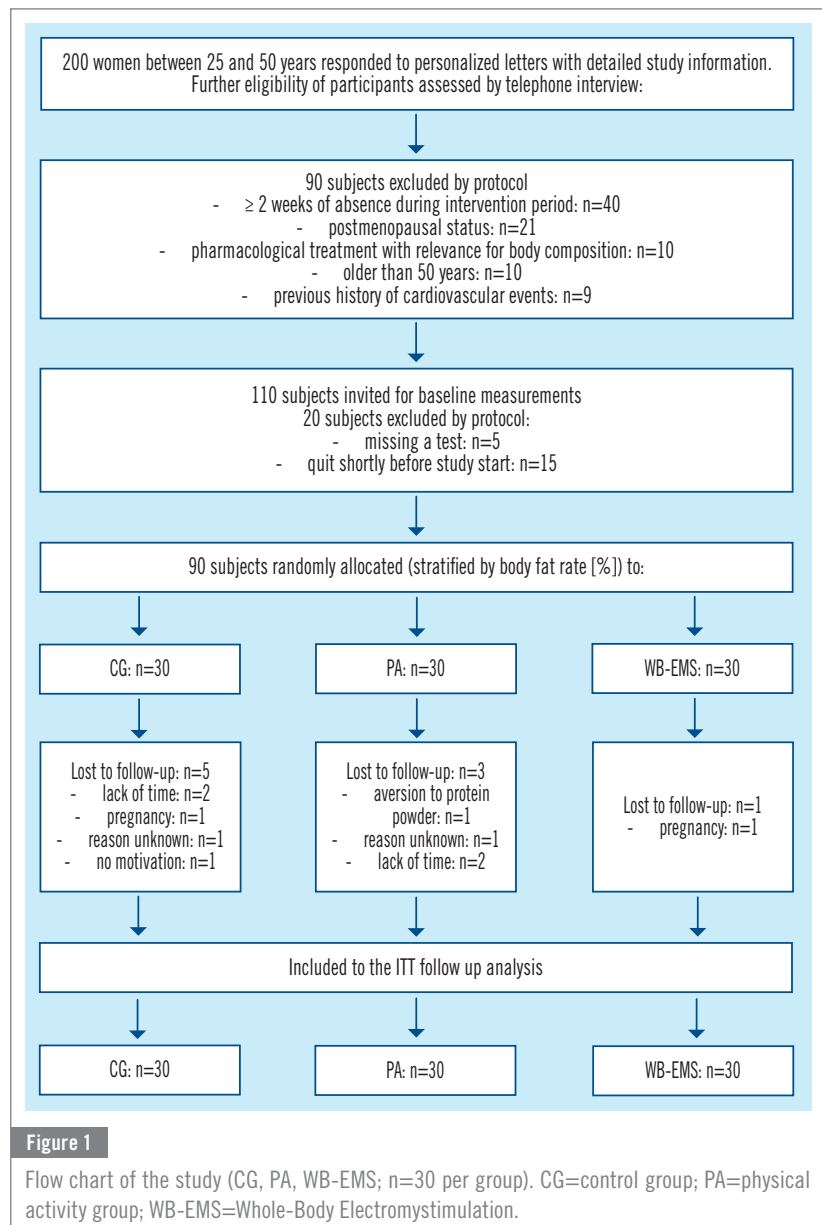 200 women between 25 and 50 years responded to personalized letters with detailed study information.
Further eligibility of participants assessed by telephone interview:
90 subjects excluded by protocol
- ≥ 2 weeks of absence during intervention period: n=40
- postmenopausal status: n=21
- pharmacological treatment with relevance for body composition: n=10
- older than 50 years: n=10
- previous history of cardiovascular events: n=9
110 subjects invited for baseline measurements
20 subjects excluded by protocol:
- missing a test: n=5
- quit shortly before study start: n=15
90 subjects randomly allocated (stratified by body fat rate [%]) to:
CG: n=30
PA: n=30
WB-EMS: n=30
Lost to follow-up: n=5
- lack of time: n=2
- pregnancy: n=1
- reason unknown: n=1
- no motivation: n=1
Lost to follow-up: n=3
- aversion to protein
powder: n=1
- reason unknown: n=1
- lack of time: n=2
Lost to follow-up: n=1
- pregnancy: n=1
Included to the ITT follow up analysis
CG: n=30
PA: n=30
WB-EMS: n=30
Figure 1
Flow chart of the study (CG, PA, WB-EMS; n=30 per group). CG=control group; PA=physical
activity group; WB-EMS=Whole-Body Electromystimulation.